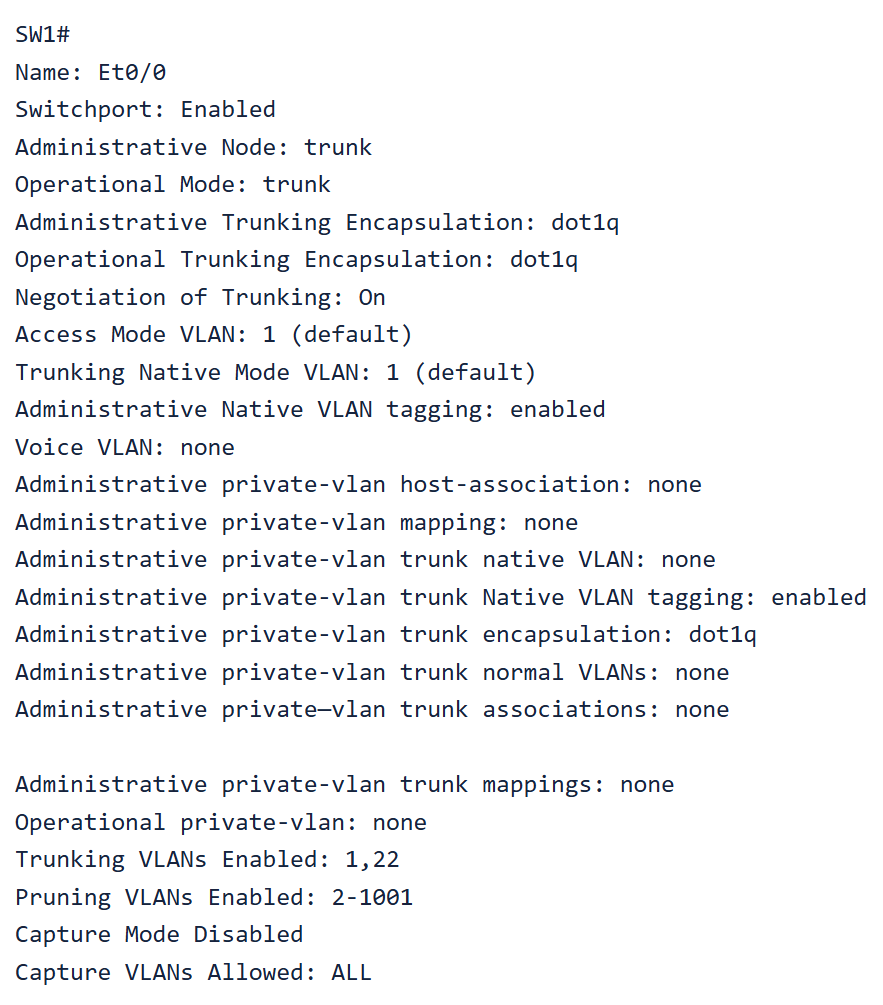 SW1#
Name: Et0/0
Switchport: Enabled
Administrative Node: trunk
Operational Mode: trunk
Administrative Trunking Encapsulation: dot1q
Operational Trunking Encapsulation: dot1q
Negotiation of Trunking: On
Access Mode VLAN: 1 (default)
Trunking Native Mode VLAN: 1 (default)
Administrative Native VLAN tagging: enabled
Voice VLAN: none
Administrative private-vlan host-association: none
Administrative private-vlan mapping: none
Administrative private-vlan trunk native VLAN: none
Administrative private-vlan trunk Native VLAN tagging: enabled
Administrative private-vlan trunk encapsulation: dot1q
Administrative private-vlan trunk normal VLANs: none
Administrative private—vlan trunk associations: none
Administrative private-vlan trunk mappings: none
Operational private-vlan: none
Trunking VLANs Enabled: 1,22
Pruning VLANs Enabled: 2-1001
Capture Mode Disabled
Capture VLANs Allowed: ALL